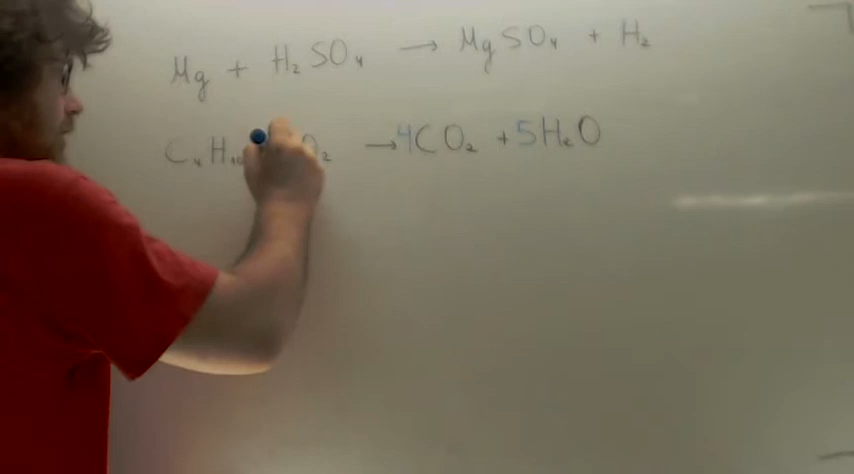 Mg + H₂SO₄ → MgSO₄ + H₂
C₄H₁₀ O₂ → 4CO₂ + 5H₂O